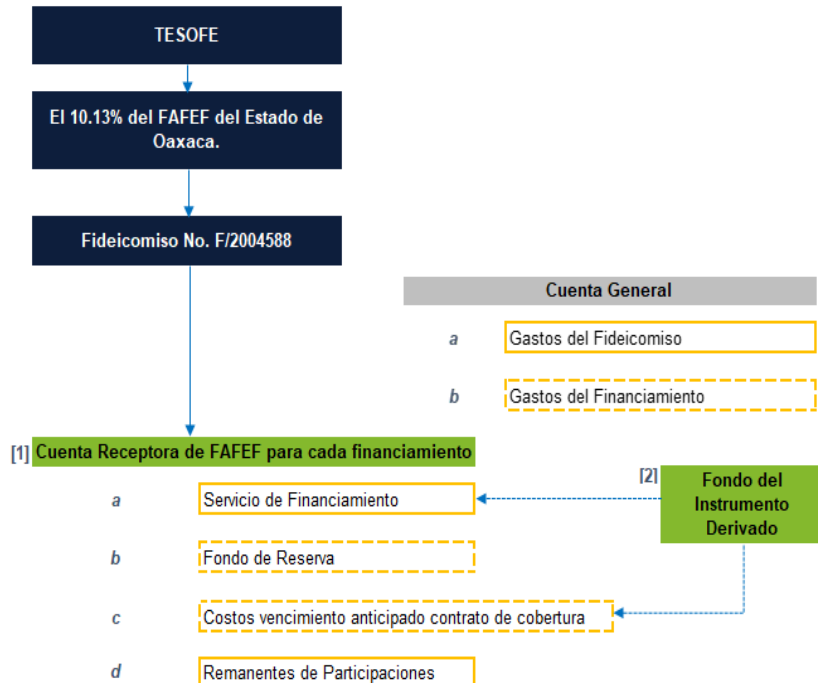 TESOFE
El 10.13% del FAFEF del Estado de
Oaxaca.
Fideicomiso No. F/2004588
Cuenta General
a Gastos del Fideicomiso
b Gastos del Financiamiento
[1] Cuenta Receptora de FAFEF para cada financiamiento
[2] Fondo del
Instrumento
Derivado
a Servicio de Financiamiento
b Fondo de Reserva
c Costos vencimiento anticipado contrato de cobertura
d Remanentes de Participaciones